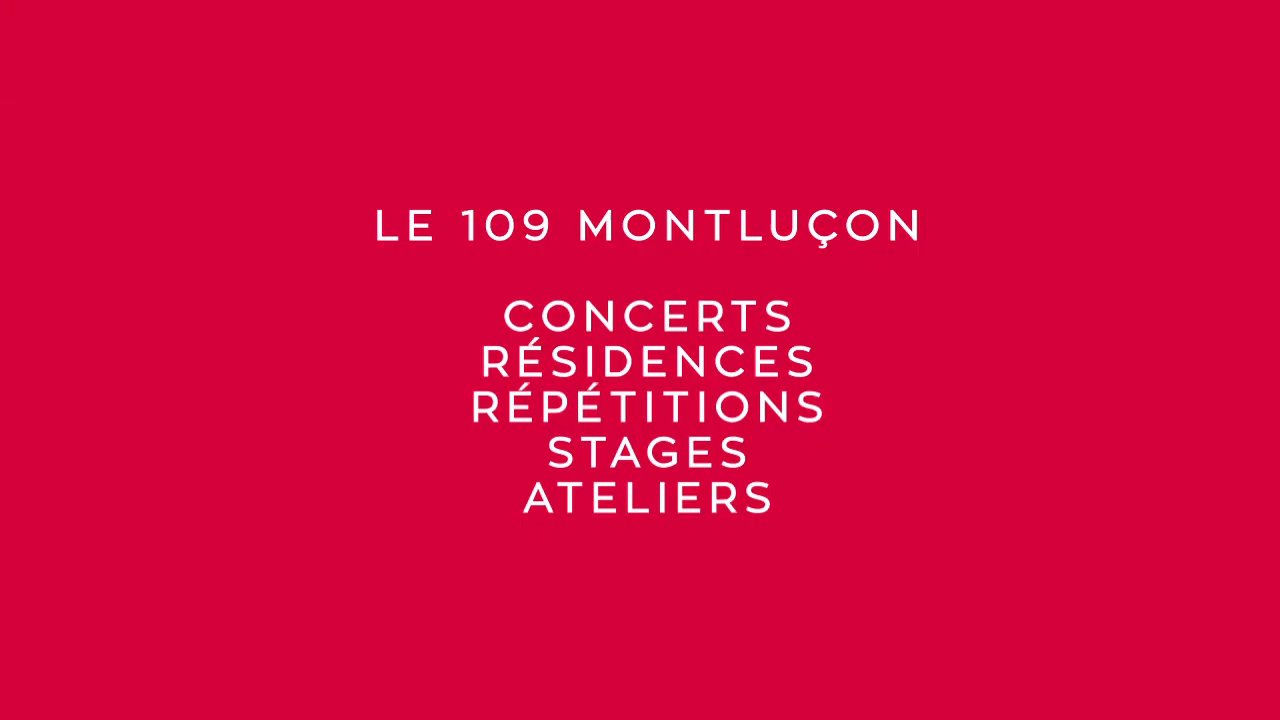 LE 109 MONTLUÇON
CONCERTS
RÉSIDENCES
RÉPÉTITIONS
STAGES
ATELIERS